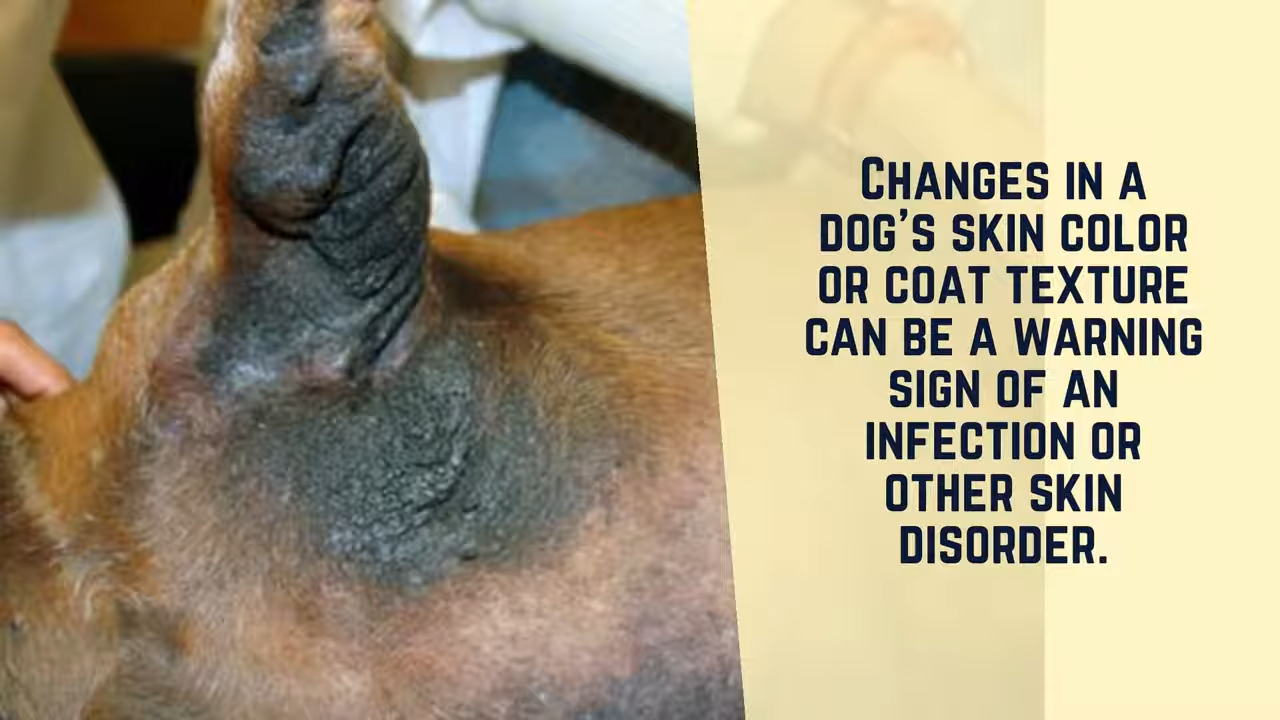 Changes in a
dog's skin color
or coat texture
can be a warning
sign of an
infection or
other skin
disorder.